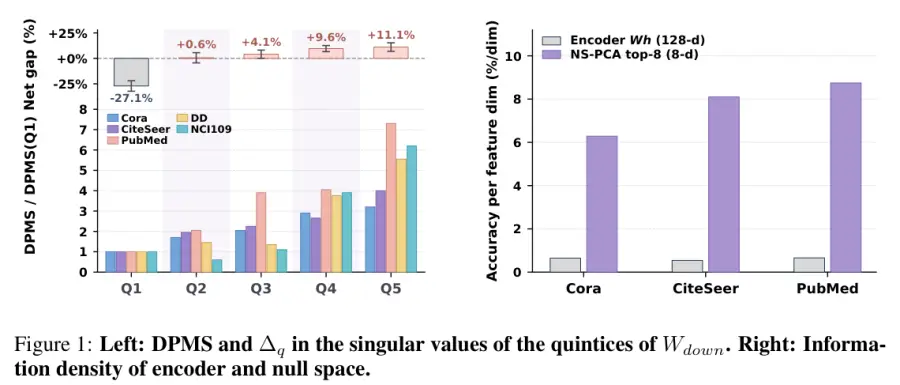 DPMS / DPMS(Q1) Net gap (%)
+25%
+0%
-25%
-27.1%
+0.6%
+4.1%
+9.6%
+11.1%
Cora
CiteSeer
PubMed
DD
NCI109
8
7
6
5
4
3
2
1
0
Q1 Q2 Q3 Q4 Q5
Accuracy per feature dim (%/dim)
Encoder Wh (128-d)
NS-PCA top-8 (8-d)
10
8
6
4
2
0
Cora CiteSeer PubMed
Figure 1: Left: DPMS and Δq in the singular values of the quintices of Wdown. Right: Informa-
tion density of encoder and null space.